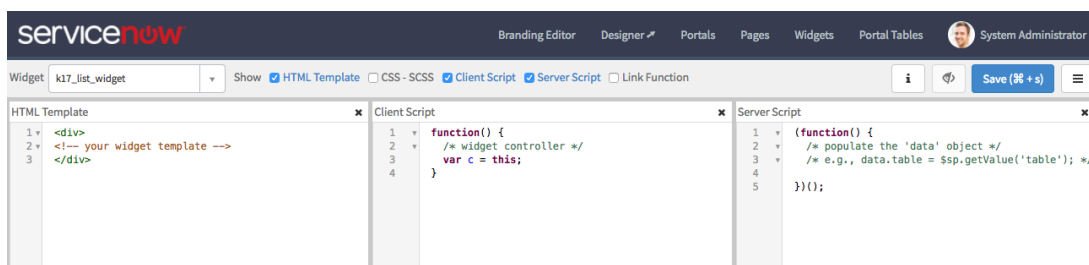 servicenow
Branding Editor Designer Portals Pages Widgets Portal Tables System Administrator
Widget k17_list_widget Show HTML Template CSS - SCSS Client Script Server Script Link Function i Save (⌘ + s)
HTML Template
1 <div>
2 <!-- your widget template -->
3 </div>
Client Script
1 function() {
2 /* widget controller */
3 var c = this;
4 }
Server Script
1 (function() {
2 /* populate the 'data' object */
3 /* e.g., data.table = $sp.getValue('table'); */
4
5 })();